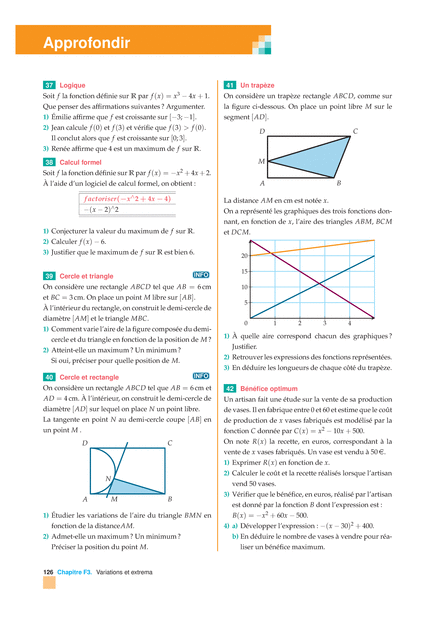 Approfondir
37 Logique
Soit f la fonction définie sur ℝ par f(x) = x³ − 4x + 1.
Que penser des affirmations suivantes ? Argumenter.
1) Émilie affirme que f est croissante sur [−3; −1].
2) Jean calcule f(0) et f(3) et vérifie que f(3) > f(0).
Il conclut alors que f est croissante sur [0; 3].
3) Renée affirme que 4 est un maximum de f sur ℝ.
38 Calcul formel
Soit f la fonction définie sur ℝ par f(x) = −x² + 4x + 2.
À l'aide d'un logiciel de calcul formel, on obtient :
factoriser(−x^2 + 4x − 4)
−(x − 2)^2
1) Conjecturer la valeur du maximum de f sur ℝ.
2) Calculer f(x) − 6.
3) Justifier que le maximum de f sur ℝ est bien 6.
39 Cercle et triangle INFO
On considère une rectangle ABCD tel que AB = 6 cm
et BC = 3 cm. On place un point M libre sur [AB].
À l'intérieur du rectangle, on construit le demi-cercle de
diamètre [AM] et le triangle MBC.
1) Comment varie l'aire de la figure composée du demi-
cercle et du triangle en fonction de la position de M ?
2) Atteint-elle un maximum ? Un minimum ?
Si oui, préciser pour quelle position de M.
40 Cercle et rectangle INFO
On considère un rectangle ABCD tel que AB = 6 cm et
AD = 4 cm. À l'intérieur, on construit le demi-cercle de
diamètre [AD] sur lequel on place N un point libre.
La tangente en point N au demi-cercle coupe [AB] en
un point M .
D C
N
A M B
1) Étudier les variations de l'aire du triangle BMN en
fonction de la distanceAM.
2) Admet-elle un maximum ? Un minimum ?
Préciser la position du point M.
41 Un trapèze
On considère un trapèze rectangle ABCD, comme sur
la figure ci-dessous. On place un point libre M sur le
segment [AD].
D C
M
A B
La distance AM en cm est notée x.
On a représenté les graphiques des trois fonctions don-
nant, en fonction de x, l'aire des triangles ABM, BCM
et DCM.
20
15
10
5
0 1 2 3 4
1) À quelle aire correspond chacun des graphiques ?
Justifier.
2) Retrouver les expressions des fonctions représentées.
3) En déduire les longueurs de chaque côté du trapèze.
42 Bénéfice optimum
Un artisan fait une étude sur la vente de sa production
de vases. Il en fabrique entre 0 et 60 et estime que le coût
de production de x vases fabriqués est modélisé par la
fonction C donnée par C(x) = x² − 10x + 500.
On note R(x) la recette, en euros, correspondant à la
vente de x vases fabriqués. Un vase est vendu à 50 €.
1) Exprimer R(x) en fonction de x.
2) Calculer le coût et la recette réalisés lorsque l'artisan
vend 50 vases.
3) Vérifier que le bénéfice, en euros, réalisé par l'artisan
est donné par la fonction B dont l'expression est :
B(x) = −x² + 60x − 500.
4) a) Développer l'expression : −(x − 30)² + 400.
b) En déduire le nombre de vases à vendre pour réa-
liser un bénéfice maximum.
126 Chapitre F3. Variations et extrema